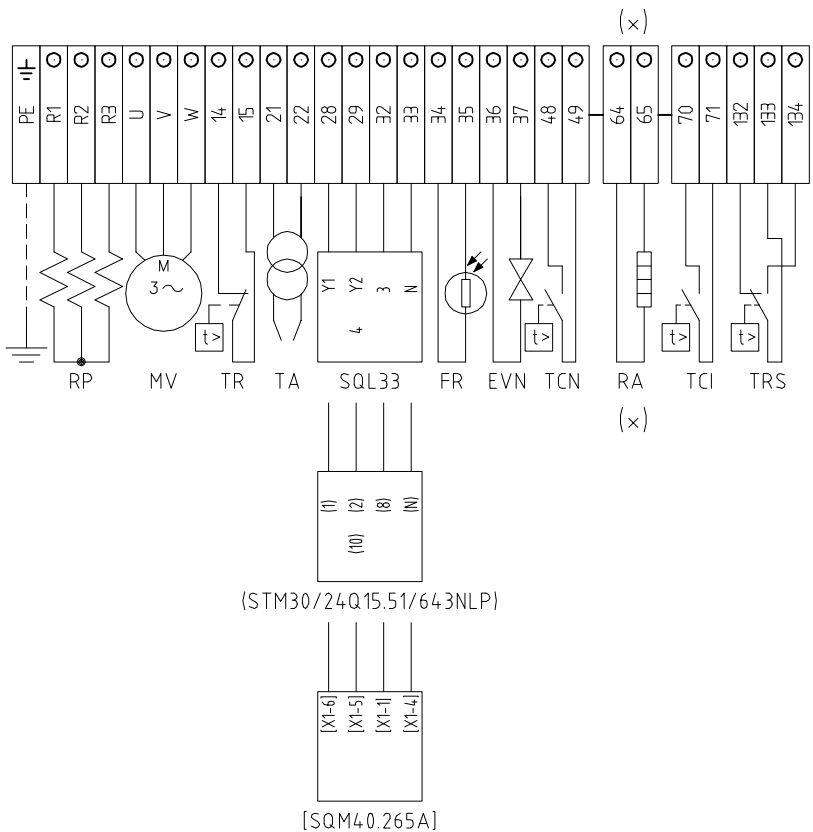 (x)
PE R1 R2 R3 U V W 14 15 21 22 28 29 32 33 34 35 36 37 48 49 64 65 70 71 132 133 134
M
3~
Y1 Y2 3 N
4
t> t> t> t>
RP MV TR TA SQL33 FR EVN TCN RA TCI TRS
(x)
(1) (2) (8) (N)
(10)
(STM30/24Q15.51/643NLP)
[X1-6] [X1-5] [X1-1] [X1-4]
[SQM40.265A]